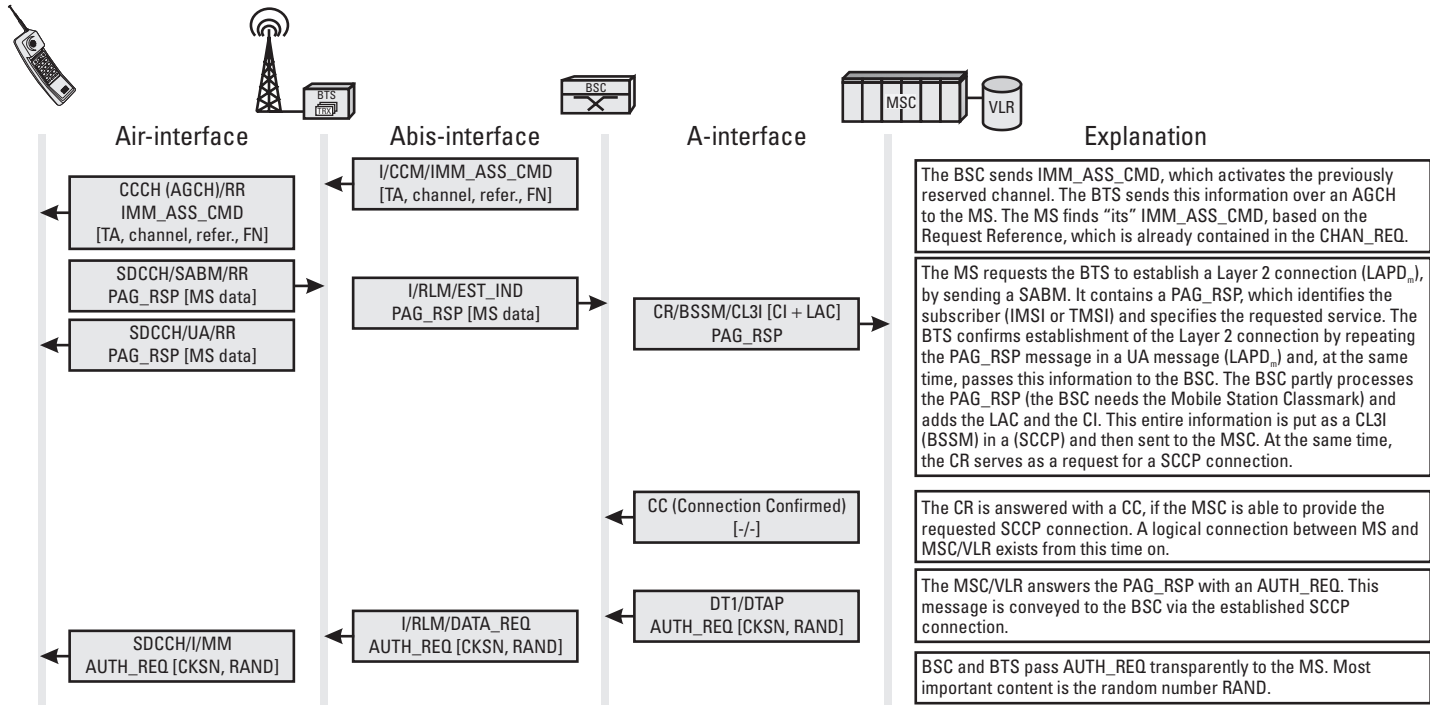 BTS
TRX
BSC
MSC
VLR
Air-interface
Abis-interface
A-interface
Explanation
I/CCM/IMM_ASS_CMD
[TA, channel, refer., FN]
CCCH (AGCH)/RR
IMM_ASS_CMD
[TA, channel, refer., FN]
The BSC sends IMM_ASS_CMD, which activates the previously
reserved channel. The BTS sends this information over an AGCH
to the MS. The MS finds “its” IMM_ASS_CMD, based on the
Request Reference, which is already contained in the CHAN_REQ.
SDCCH/SABM/RR
PAG_RSP [MS data]
I/RLM/EST_IND
PAG_RSP [MS data]
CR/BSSM/CL3I [CI + LAC]
PAG_RSP
SDCCH/UA/RR
PAG_RSP [MS data]
The MS requests the BTS to establish a Layer 2 connection (LAPDm),
by sending a SABM. It contains a PAG_RSP, which identifies the
subscriber (IMSI or TMSI) and specifies the requested service. The
BTS confirms establishment of the Layer 2 connection by repeating
the PAG_RSP message in a UA message (LAPDm) and, at the same
time, passes this information to the BSC. The BSC partly processes
the PAG_RSP (the BSC needs the Mobile Station Classmark) and
adds the LAC and the CI. This entire information is put as a CL3I
(BSSM) in a (SCCP) and then sent to the MSC. At the same time,
the CR serves as a request for a SCCP connection.
CC (Connection Confirmed)
[-/-]
The CR is answered with a CC, if the MSC is able to provide the
requested SCCP connection. A logical connection between MS and
MSC/VLR exists from this time on.
DT1/DTAP
AUTH_REQ [CKSN, RAND]
The MSC/VLR answers the PAG_RSP with an AUTH_REQ. This
message is conveyed to the BSC via the established SCCP
connection.
I/RLM/DATA_REQ
AUTH_REQ [CKSN, RAND]
SDCCH/I/MM
AUTH_REQ [CKSN, RAND]
BSC and BTS pass AUTH_REQ transparently to the MS. Most
important content is the random number RAND.